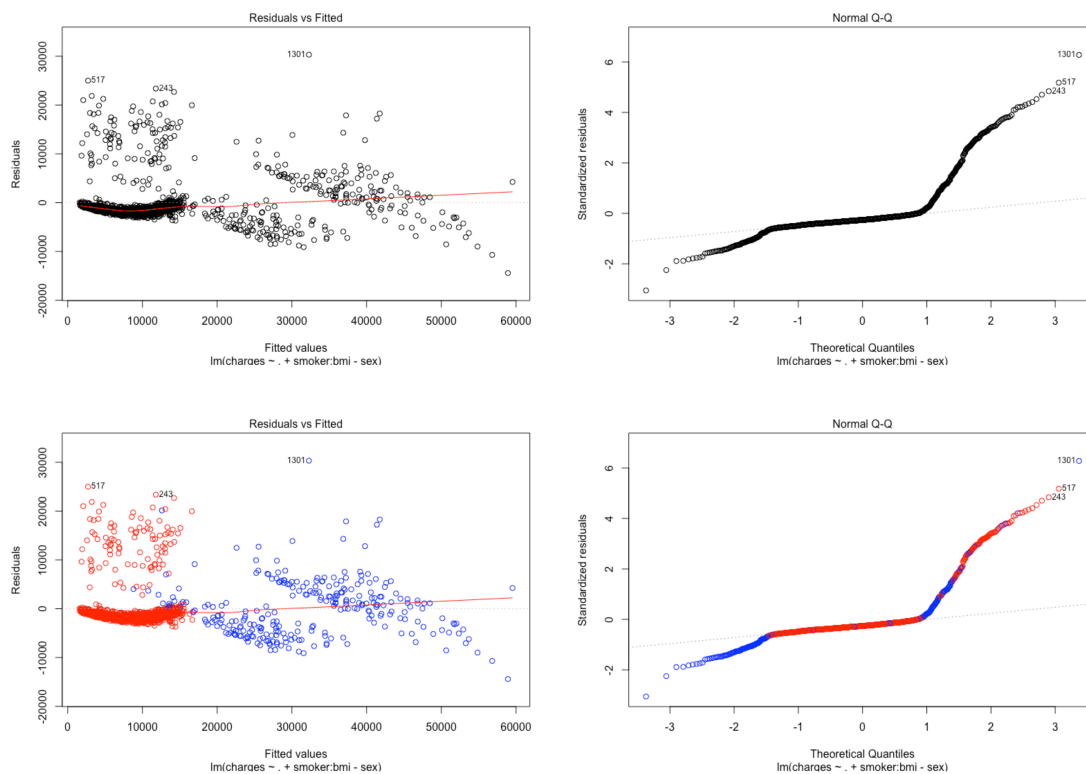 Residuals vs Fitted
Residuals
30000
20000
10000
0
-10000
-20000
1301
517
243
0 10000 20000 30000 40000 50000 60000
Fitted values
lm(charges ~ . + smoker:bmi - sex)
Normal Q-Q
Standardized residuals
6
4
2
0
-2
1301
517
243
-3 -2 -1 0 1 2 3
Theoretical Quantiles
lm(charges ~ . + smoker:bmi - sex)
Residuals vs Fitted
Residuals
30000
20000
10000
0
-10000
-20000
1301
517
243
0 10000 20000 30000 40000 50000 60000
Fitted values
lm(charges ~ . + smoker:bmi - sex)
Normal Q-Q
Standardized residuals
6
4
2
0
-2
1301
517
243
-3 -2 -1 0 1 2 3
Theoretical Quantiles
lm(charges ~ . + smoker:bmi - sex)